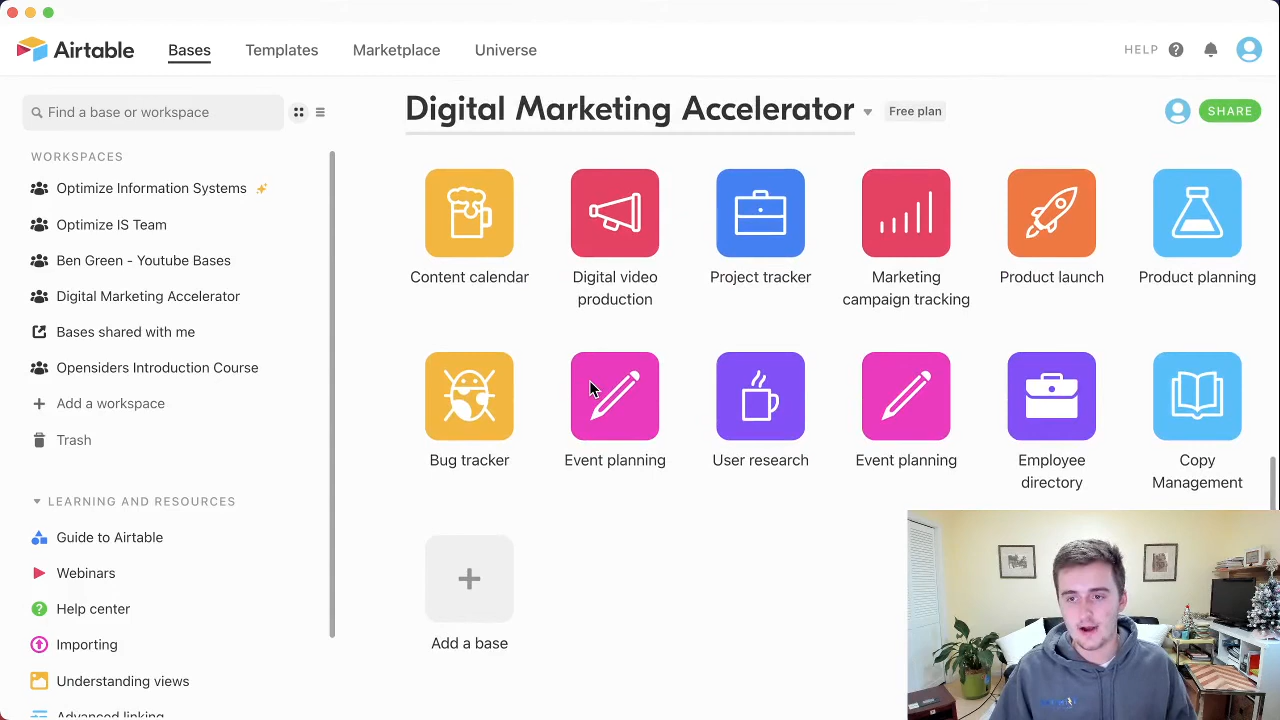 Airtable
Bases
Templates
Marketplace
Universe
HELP
Find a base or workspace
Digital Marketing Accelerator
Free plan
SHARE
WORKSPACES
Optimize Information Systems
Optimize IS Team
Ben Green - Youtube Bases
Digital Marketing Accelerator
Bases shared with me
Opensiders Introduction Course
Add a workspace
Trash
LEARNING AND RESOURCES
Guide to Airtable
Webinars
Help center
Importing
Understanding views
Advanced linking
Content calendar
Digital video
production
Project tracker
Marketing
campaign tracking
Product launch
Product planning
Bug tracker
Event planning
User research
Event planning
Employee
directory
Copy
Management
Add a base